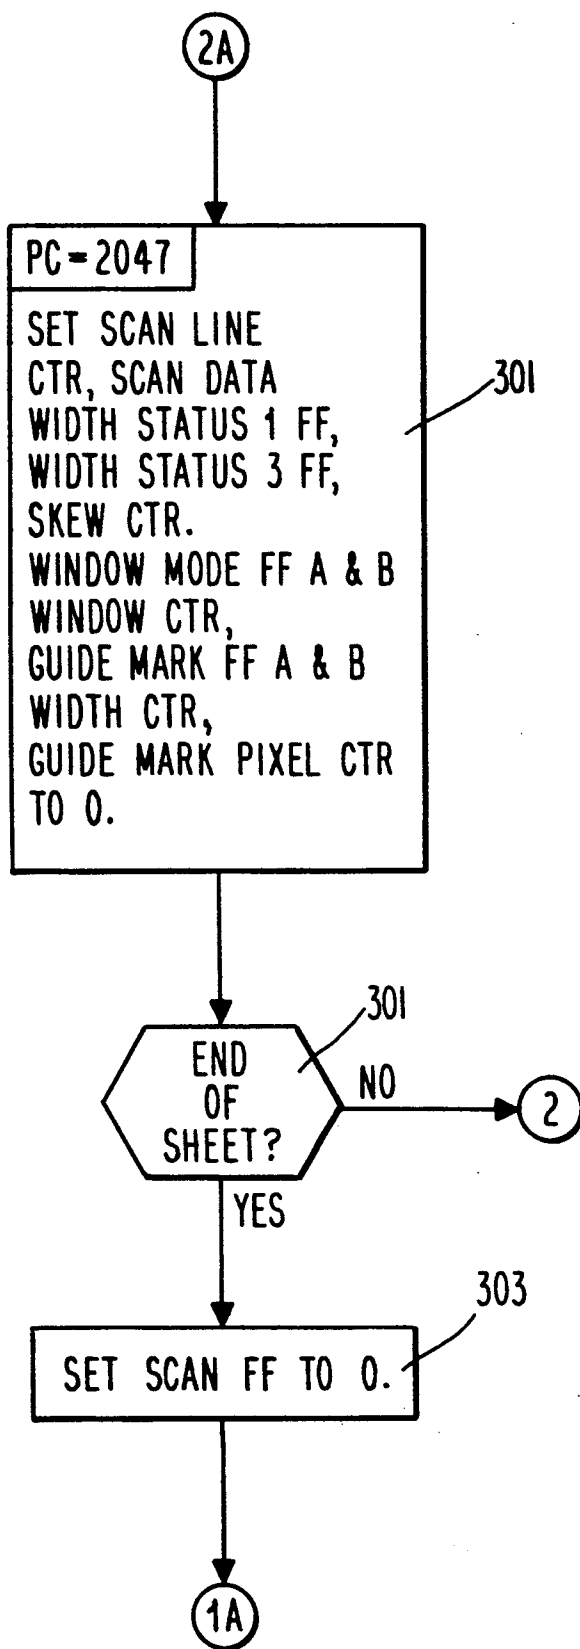 2A
PC=2047
SET SCAN LINE
CTR, SCAN DATA
WIDTH STATUS 1 FF,
WIDTH STATUS 3 FF,
SKEW CTR.
WINDOW MODE FF A & B
WINDOW CTR,
GUIDE MARK FF A & B
WIDTH CTR,
GUIDE MARK PIXEL CTR
TO 0.
301
301
END
OF
SHEET?
NO
2
YES
303
SET SCAN FF TO 0.
1A